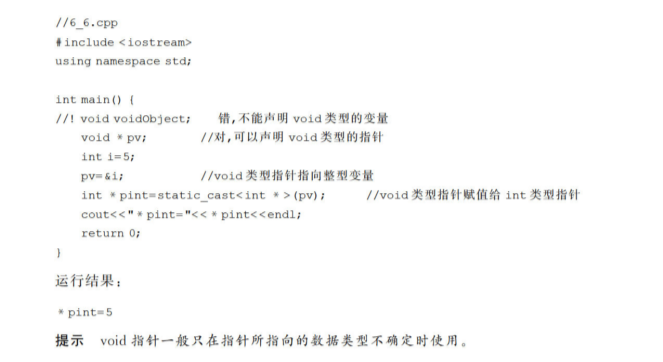 //6_6.cpp
#include <iostream>
using namespace std;
int main() {
//! void voidObject; 错,不能声明 void 类型的变量
void * pv; //对,可以声明 void 类型的指针
int i=5;
pv=&i; //void 类型指针指向整型变量
int * pint=static_cast<int * >(pv); //void 类型指针赋值给 int 类型指针
cout<<" * pint="<< * pint<<endl;
return 0;
}
运行结果:
* pint=5
提示 void 指针一般只在指针所指向的数据类型不确定时使用。